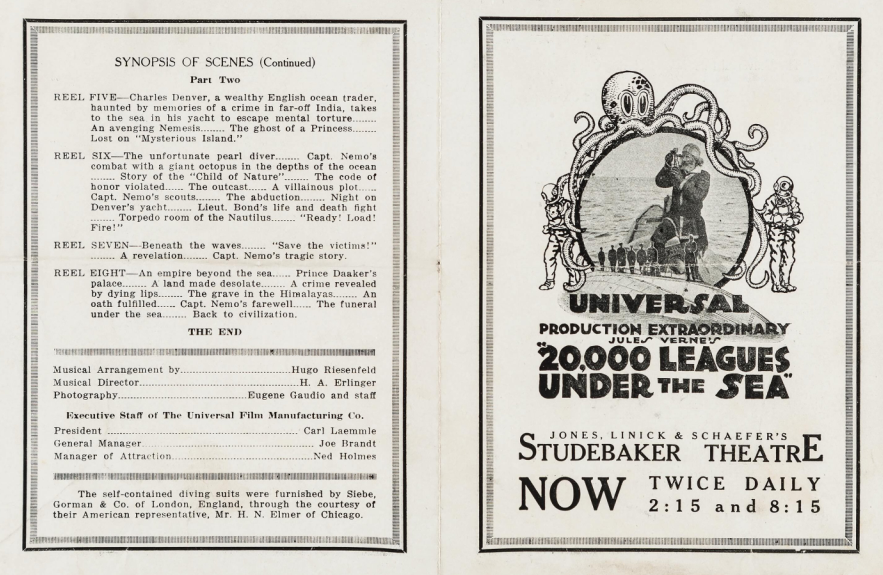 SYNOPSIS OF SCENES (Continued)
Part Two
REEL FIVE—Charles Denver, a wealthy English ocean trader,
haunted by memories of a crime in far-off India, takes
to the sea in his yacht to escape mental torture........
An avenging Nemesis........ The ghost of a Princess........
Lost on "Mysterious Island."
REEL SIX—The unfortunate pearl diver........ Capt. Nemo's
combat with a giant octopus in the depths of the ocean
........ Story of the "Child of Nature"........ The code of
honor violated...... The outcast...... A villainous plot......
Capt. Nemo's scouts........ The abduction........ Night on
Denver's yacht........ Lieut. Bond's life and death fight
........ Torpedo room of the Nautilus........ "Ready! Load!
Fire!"
REEL SEVEN—Beneath the waves........ "Save the victims!"
........ A revelation........ Capt. Nemo's tragic story.
REEL EIGHT—An empire beyond the sea...... Prince Daaker's
palace........ A land made desolate........ A crime revealed
by dying lips........ The grave in the Himalayas........ An
oath fulfilled...... Capt. Nemo's farewell...... The funeral
under the sea........ Back to civilization.
THE END
Musical Arrangement by..............................Hugo Riesenfeld
Musical Director..........................................H. A. Erlinger
Photography..................................Eugene Gaudio and staff
Executive Staff of The Universal Film Manufacturing Co.
President .................................................. Carl Laemmle
General Manager............................................ Joe Brandt
Manager of Attraction.....................................Ned Holmes
The self-contained diving suits were furnished by Siebe,
Gorman & Co. of London, England, through the courtesy of
their American representative, Mr. H. N. Elmer of Chicago.
UNIVERSAL
PRODUCTION EXTRAORDINARY
JULES VERNE'S
"20,000 LEAGUES
UNDER THE SEA"
JONES, LINICK & SCHAEFER'S
STUDEBAKER THEATRE
NOW TWICE DAILY
2:15 and 8:15